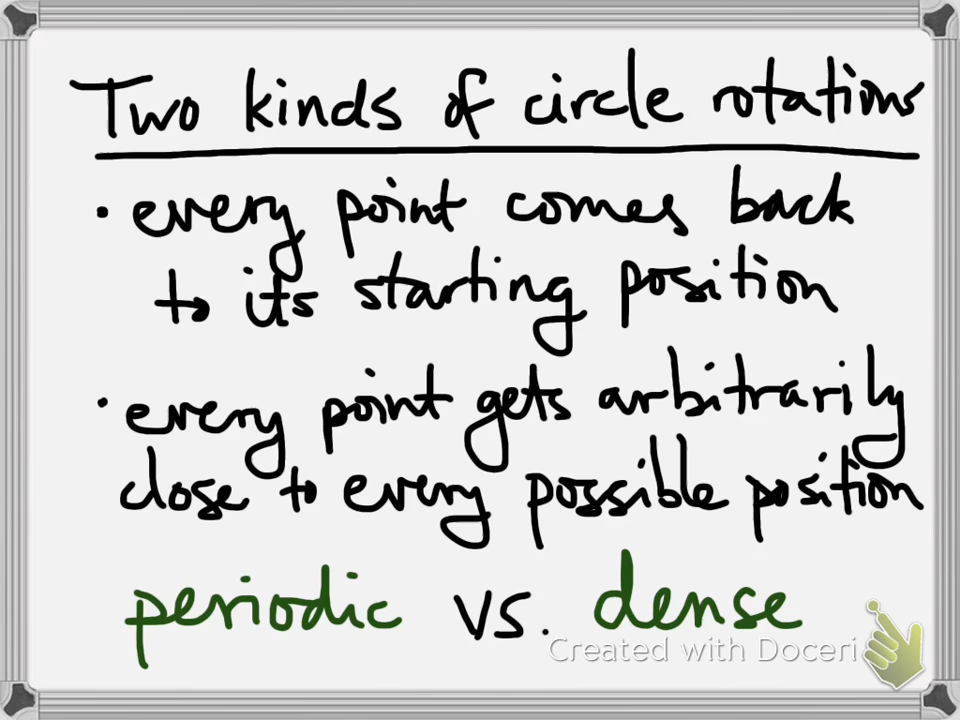 Two kinds of circle rotations
• every point comes back
to its starting position
• every point gets arbitrarily
close to every possible position
periodic vs. dense
Created with Doceri